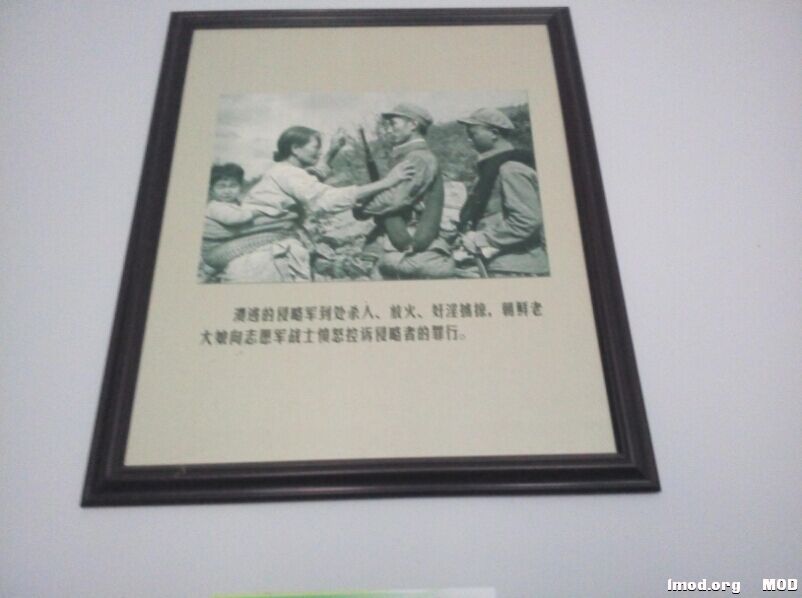 溃逃的侵略军到处杀人、放火、奸淫掳掠，朝鲜老
大娘向志愿军战士愤怒控诉侵略者的罪行。
lmod.org MOD